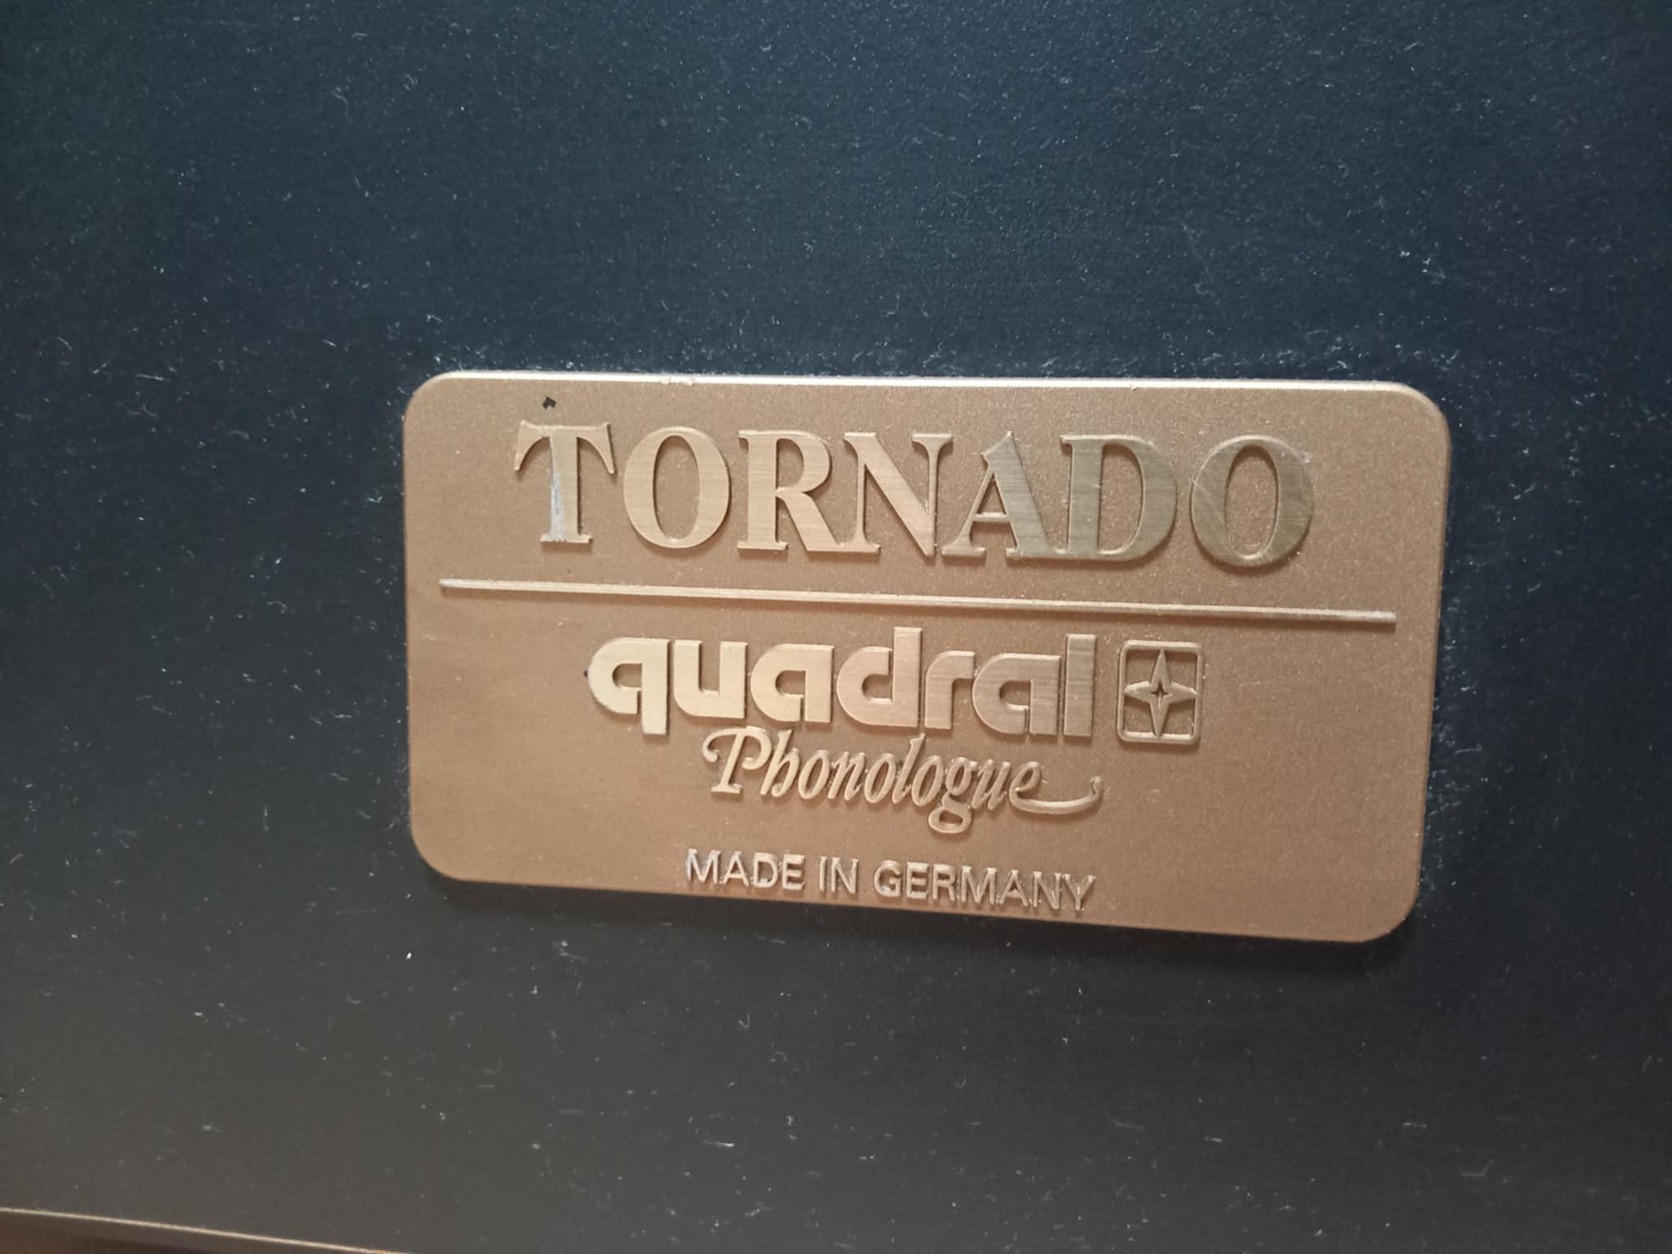 TORNADO
quadral
Phonologue
MADE IN GERMANY